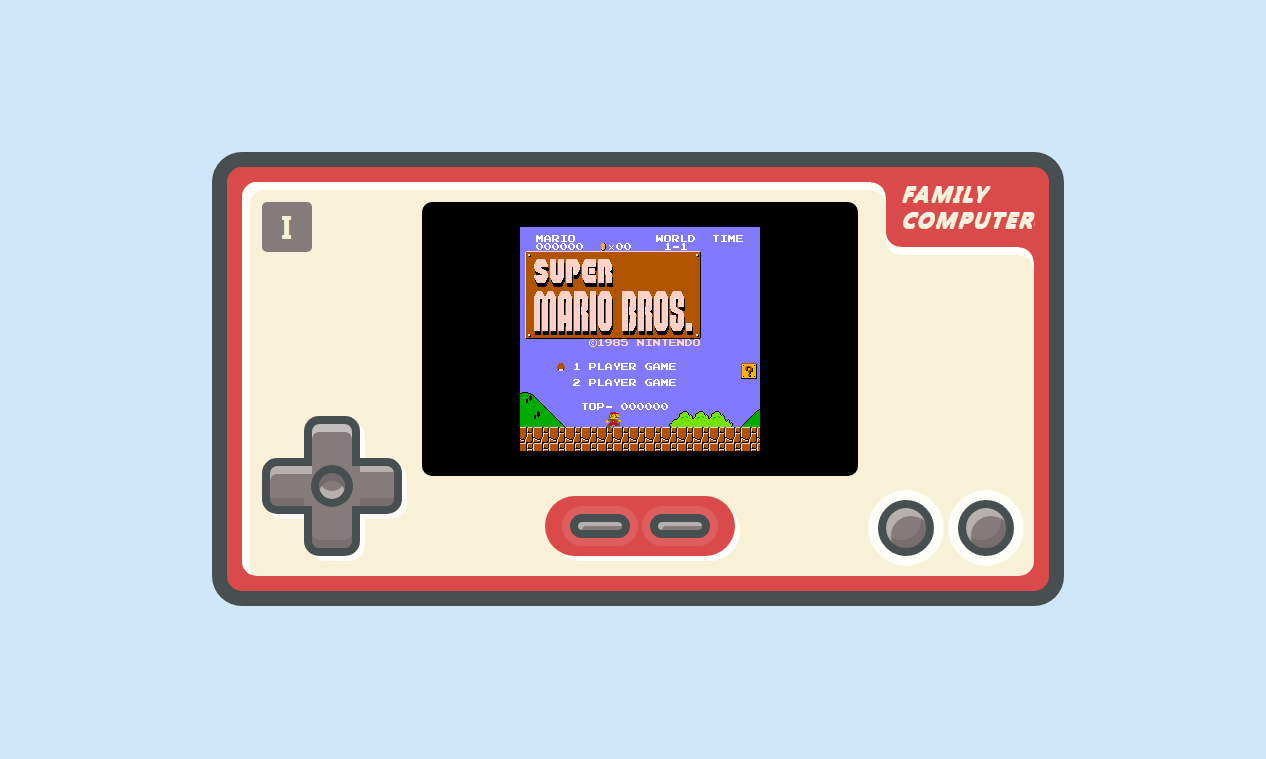 I
FAMILY
COMPUTER
MARIO WORLD TIME
000000 ×00 1-1
SUPER
MARIO BROS.
©1985 NINTENDO
?
1 PLAYER GAME
2 PLAYER GAME
TOP- 000000